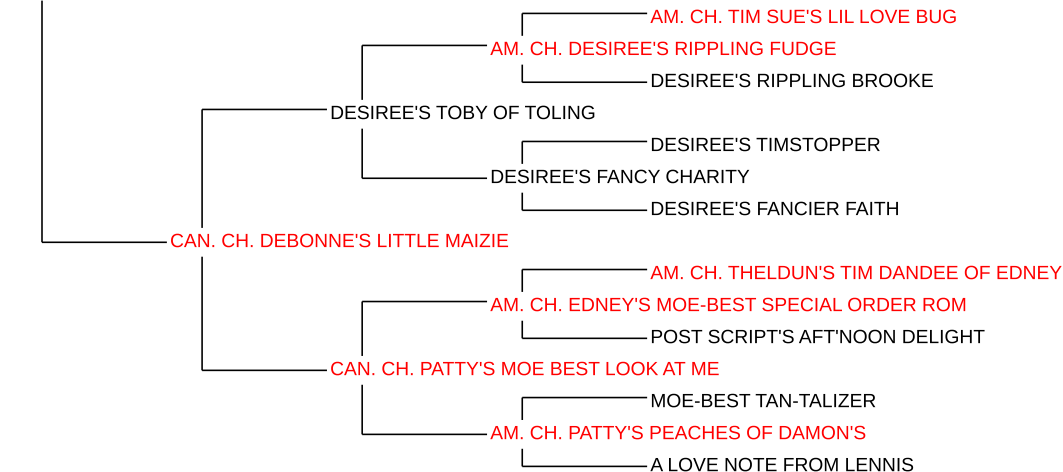 AM. CH. TIM SUE'S LIL LOVE BUG
AM. CH. DESIREE'S RIPPLING FUDGE
DESIREE'S RIPPLING BROOKE
DESIREE'S TOBY OF TOLING
DESIREE'S TIMSTOPPER
DESIREE'S FANCY CHARITY
DESIREE'S FANCIER FAITH
CAN. CH. DEBONNE'S LITTLE MAIZIE
AM. CH. THELDUN'S TIM DANDEE OF EDNEY
AM. CH. EDNEY'S MOE-BEST SPECIAL ORDER ROM
POST SCRIPT'S AFT'NOON DELIGHT
CAN. CH. PATTY'S MOE BEST LOOK AT ME
MOE-BEST TAN-TALIZER
AM. CH. PATTY'S PEACHES OF DAMON'S
A LOVE NOTE FROM LENNIS